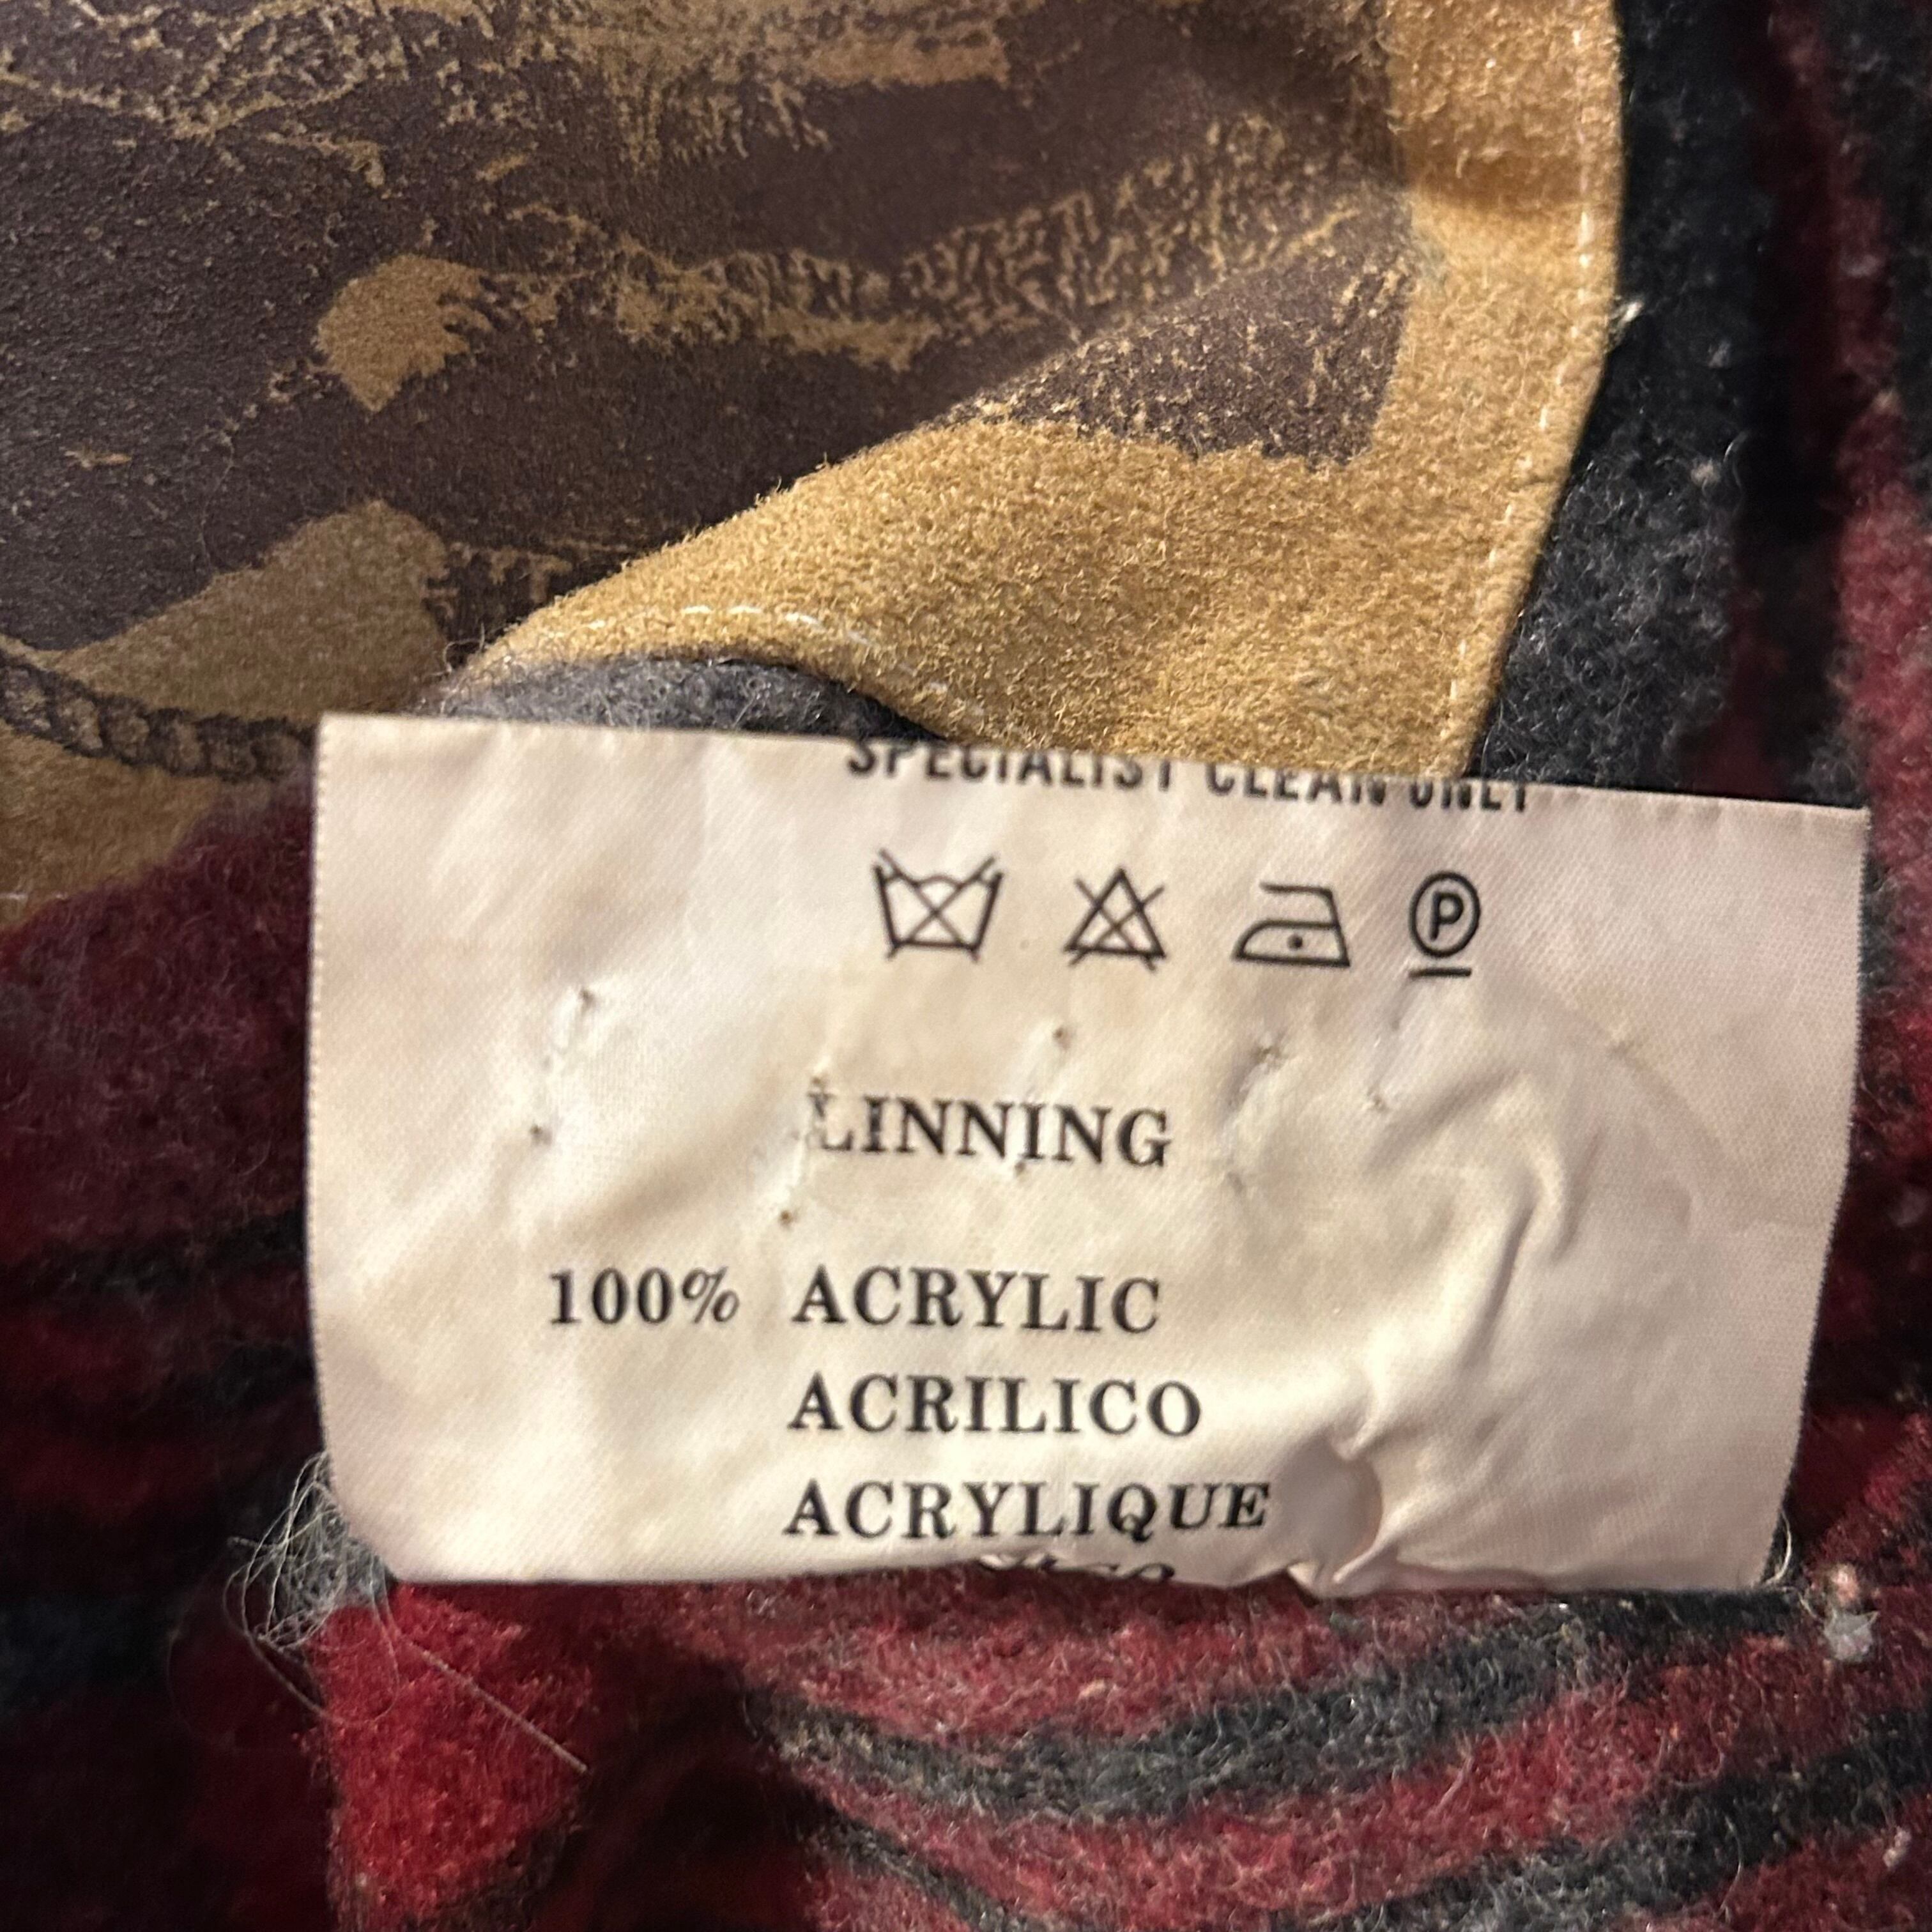 SPECIALIST CLEAN ONLY
P
LINNING
100% ACRYLIC
ACRILICO
ACRYLIQUE